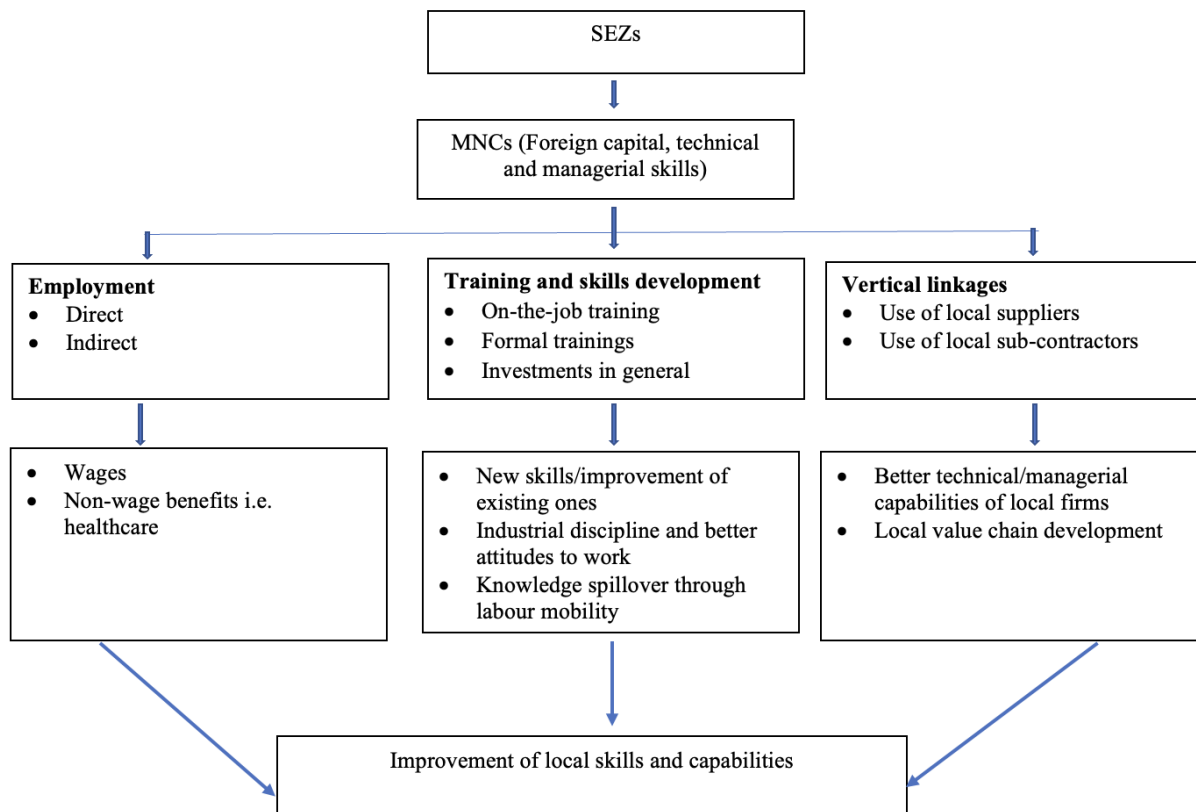 SEZs
MNCs (Foreign capital, technical
and managerial skills)
Employment
• Direct
• Indirect
Training and skills development
• On-the-job training
• Formal trainings
• Investments in general
Vertical linkages
• Use of local suppliers
• Use of local sub-contractors
• Wages
• Non-wage benefits i.e.
healthcare
• New skills/improvement of
existing ones
• Industrial discipline and better
attitudes to work
• Knowledge spillover through
labour mobility
• Better technical/managerial
capabilities of local firms
• Local value chain development
Improvement of local skills and capabilities